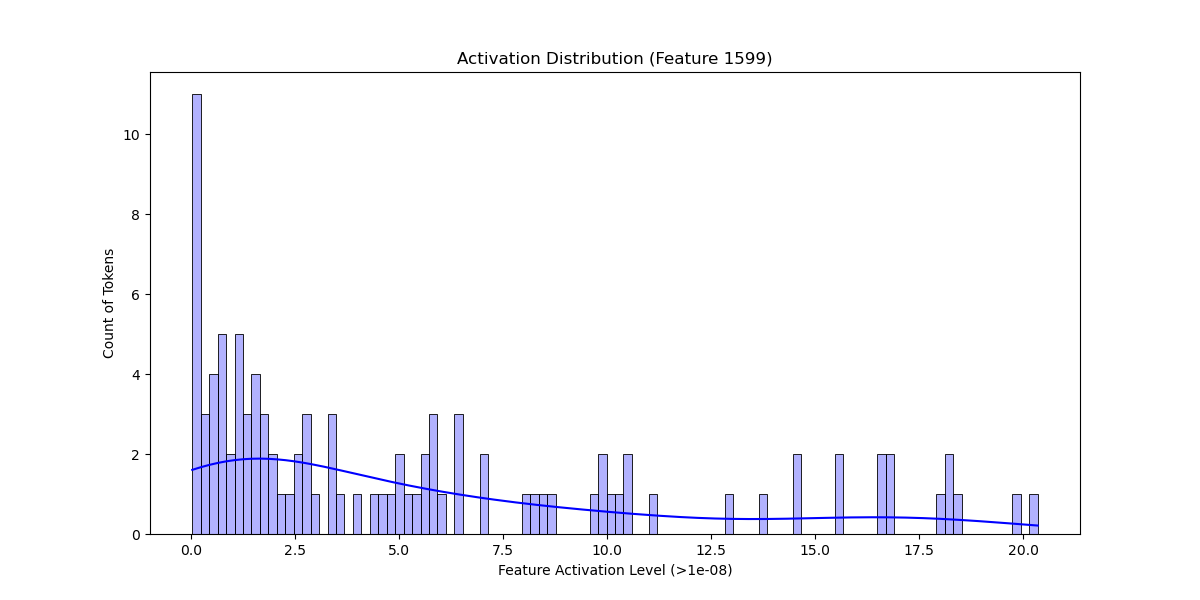 Activation Distribution (Feature 1599)
Count of Tokens
10
8
6
4
2
0
0.0 2.5 5.0 7.5 10.0 12.5 15.0 17.5 20.0
Feature Activation Level (>1e-08)